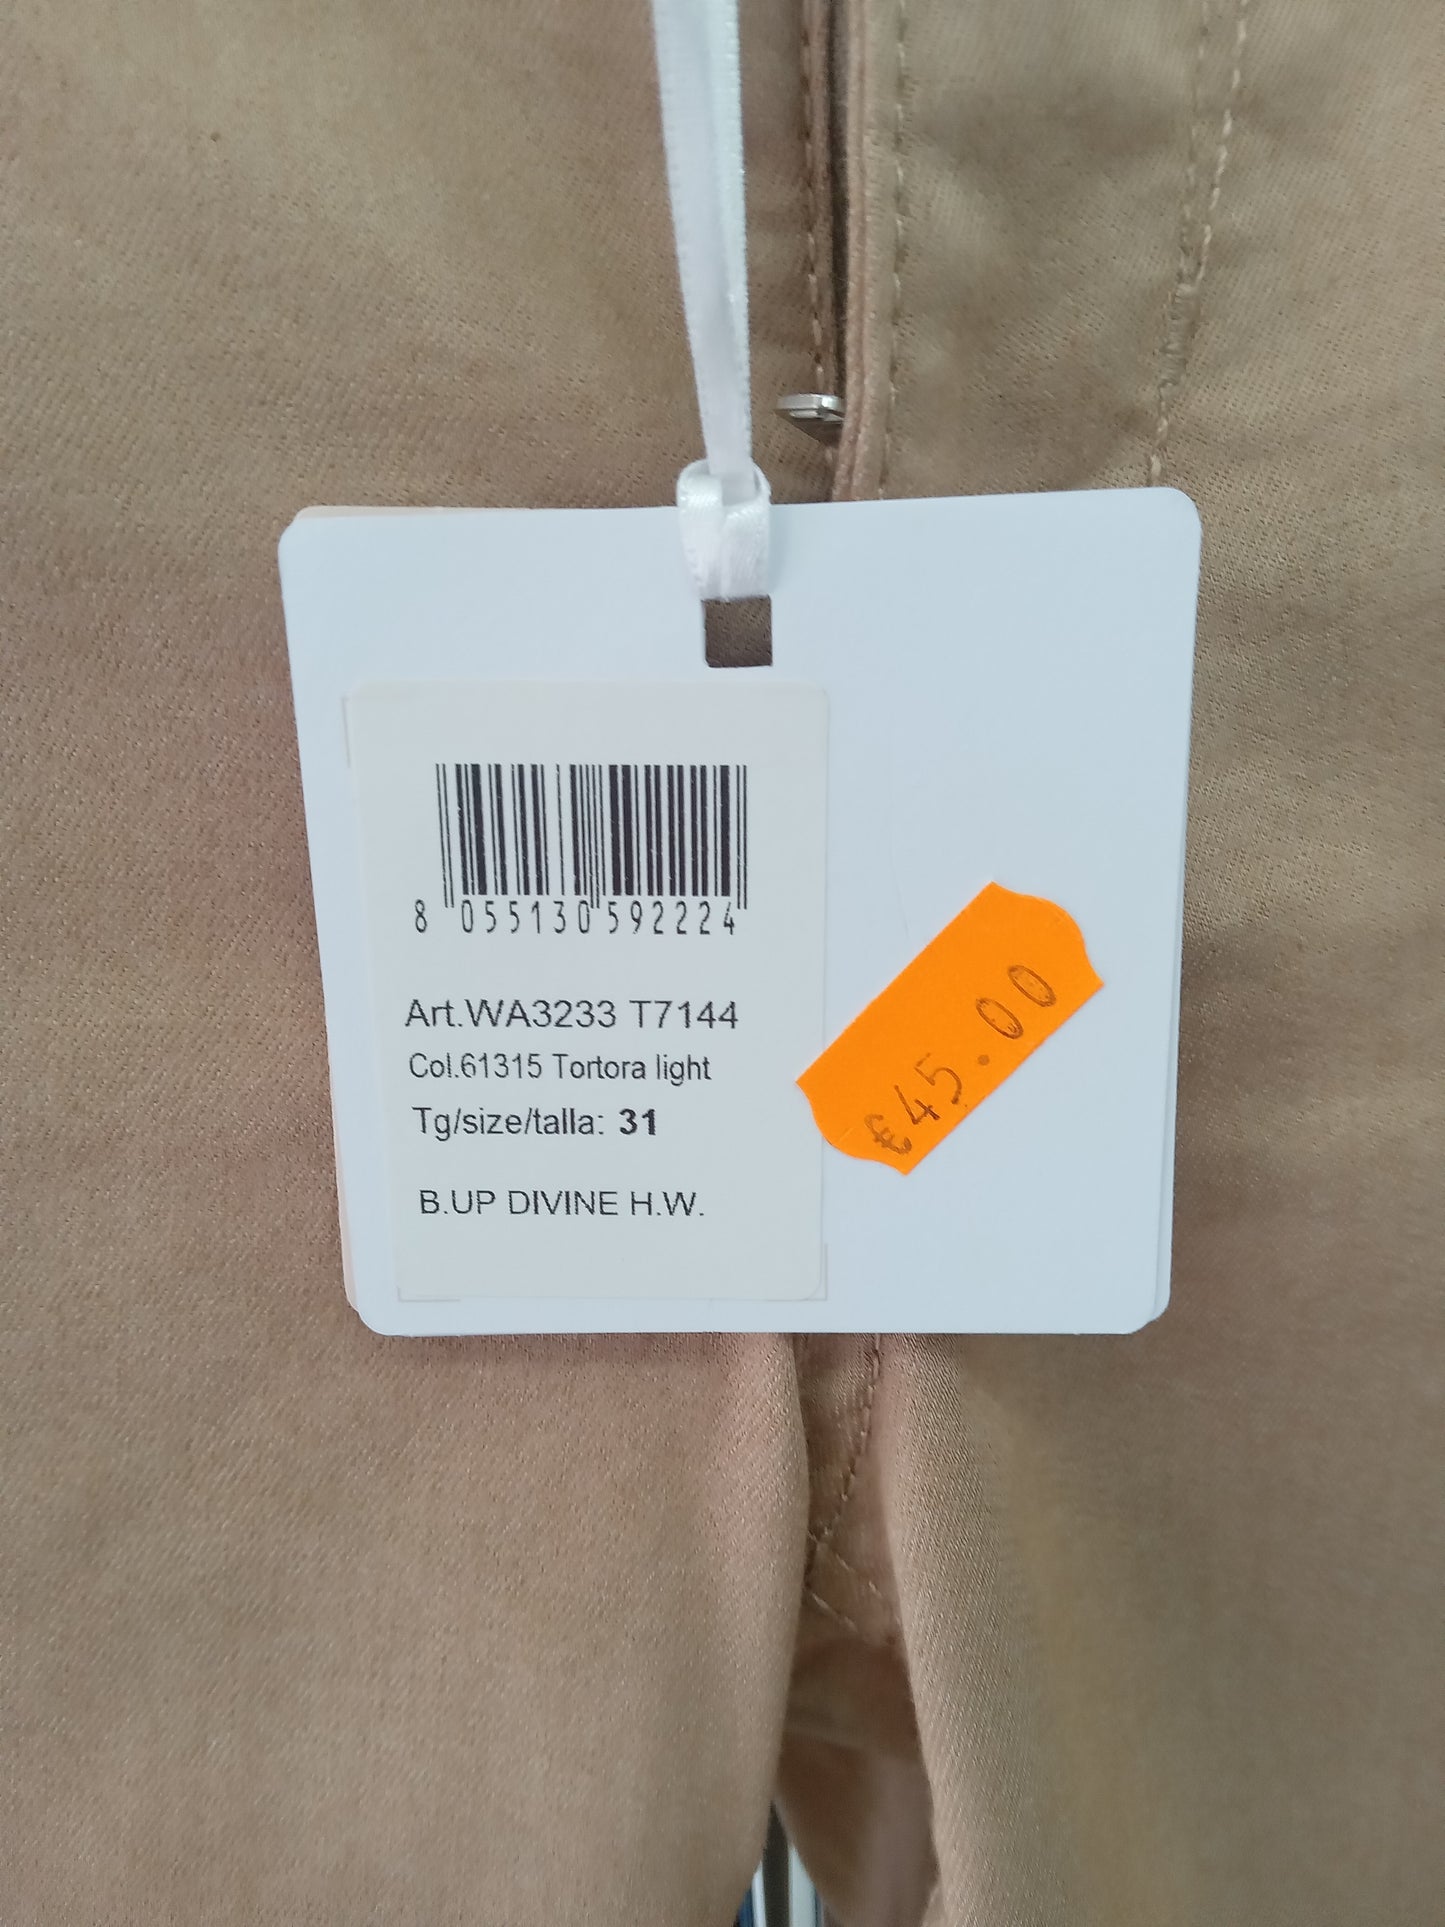 8 055130 592224
Art.WA3233 T7144
Col.61315 Tortora light
Tg/size/talla: 31
B.UP DIVINE H.W.
€45.00